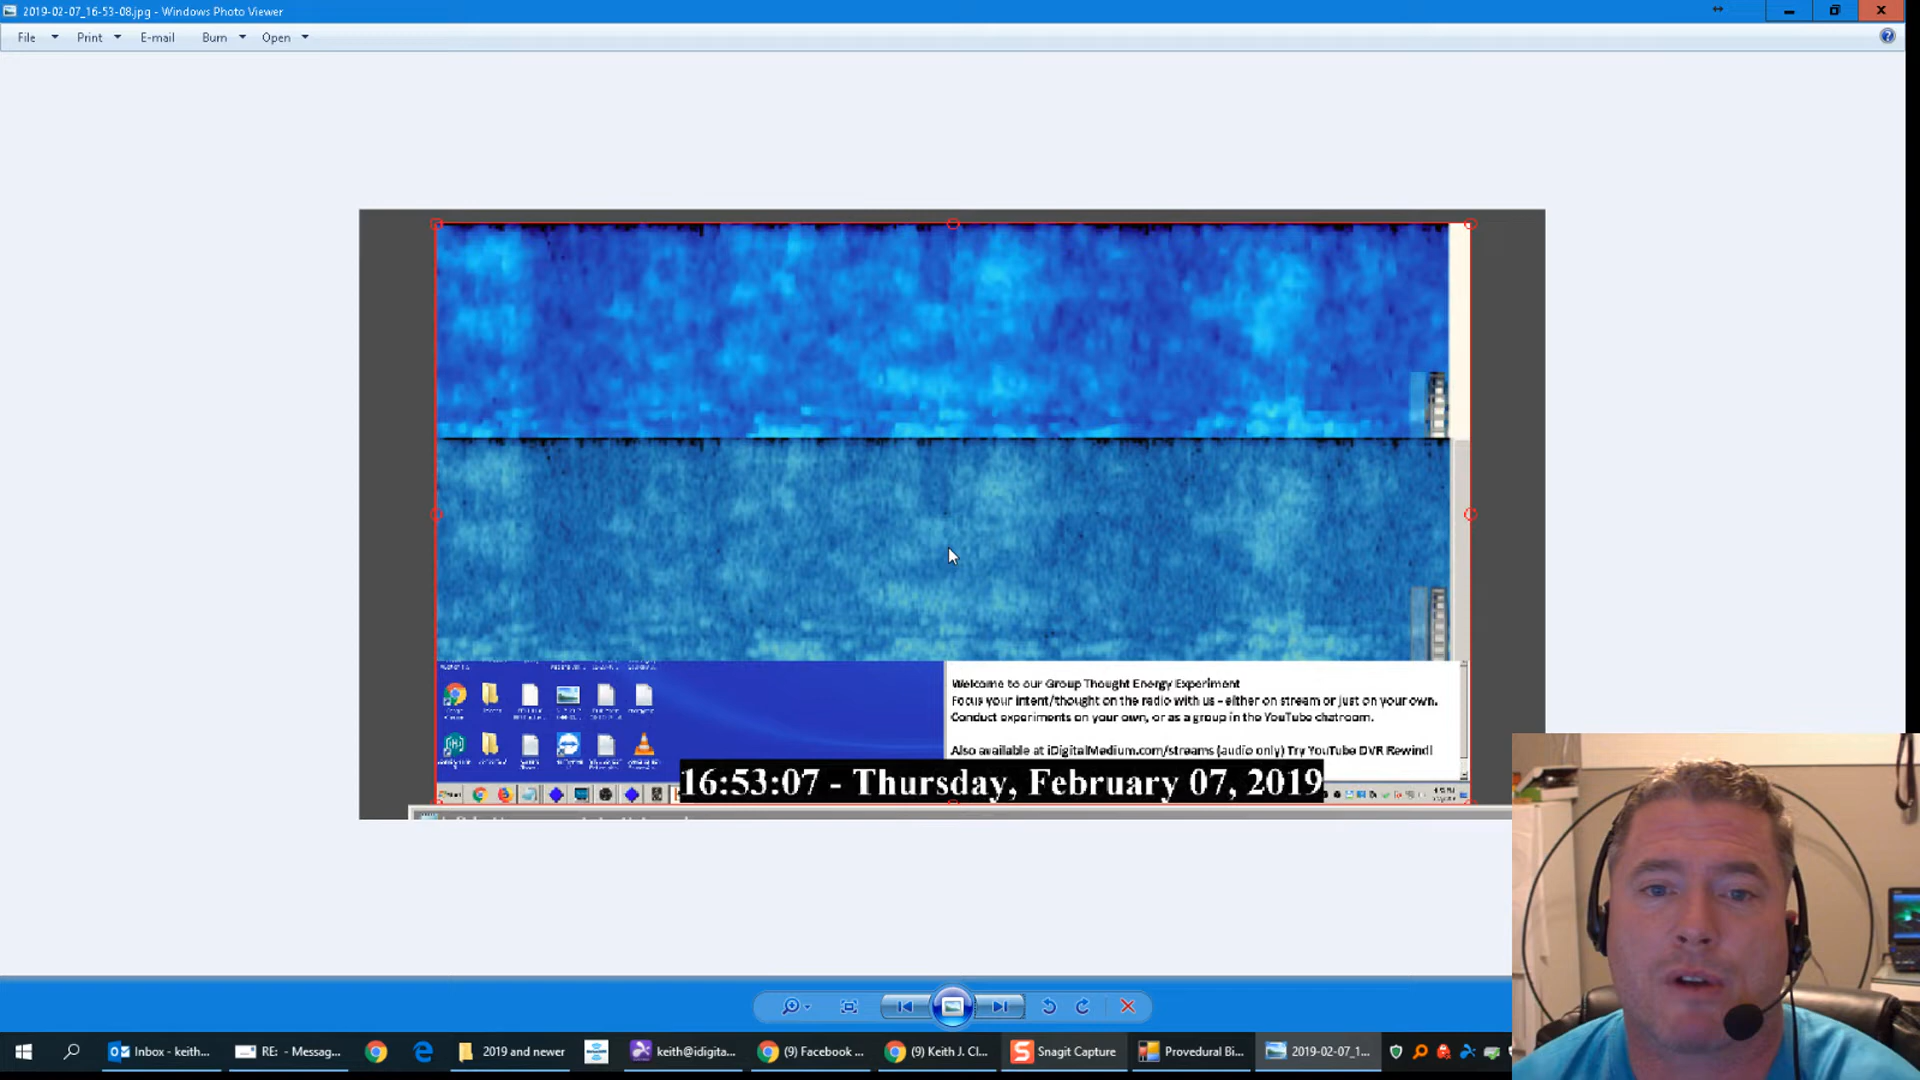 2019-02-07_16-53-08.jpg - Windows Photo Viewer
File Print E-mail Burn Open
Welcome to our Group Thought Energy Experiment
Focus your intent/thought on the radio with us - either on stream or just on your own.
Conduct experiments on your own, or as a group in the YouTube chatroom.
Also available at iDigitalMedium.com/streams (audio only) Try YouTube DVR Rewind!
16:53:07 - Thursday, February 07, 2019
Inbox - keith... RE: - Messag... 2019 and newer keith@idigita... (9) Facebook ... (9) Keith J. Cl... Snagit Capture Provedural Bi... 2019-02-07_1...